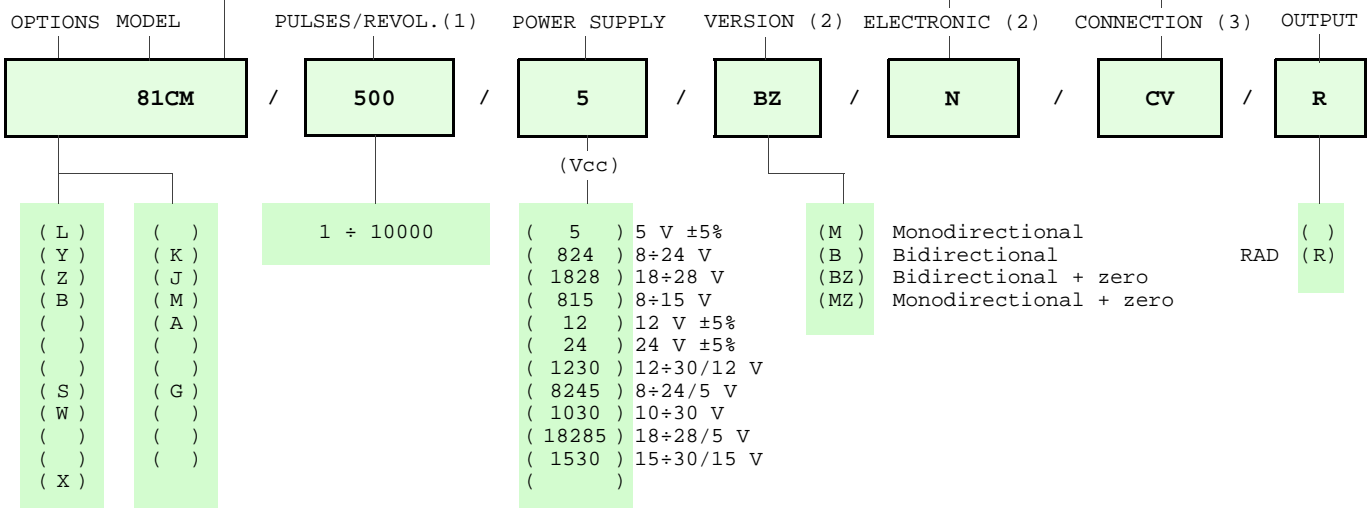 OPTIONS MODEL PULSES/REVOL.(1) POWER SUPPLY VERSION (2) ELECTRONIC (2) CONNECTION (3) OUTPUT
81CM / 500 / 5 / BZ / N / CV / R
(Vcc)
( L ) ( ) 1 ÷ 10000 ( 5 ) 5 V ±5% (M ) Monodirectional ( )
( Y ) ( K ) ( 824 ) 8÷24 V (B ) Bidirectional RAD (R)
( Z ) ( J ) ( 1828 ) 18÷28 V (BZ) Bidirectional + zero
( B ) ( M ) ( 815 ) 8÷15 V (MZ) Monodirectional + zero
( ) ( A ) ( 12 ) 12 V ±5%
( ) ( ) ( 24 ) 24 V ±5%
( ) ( ) ( 1230 ) 12÷30/12 V
( S ) ( G ) ( 8245 ) 8÷24/5 V
( W ) ( ) ( 1030 ) 10÷30 V
( ) ( ) ( 18285 ) 18÷28/5 V
( ) ( ) ( 1530 ) 15÷30/15 V
( X ) ( )